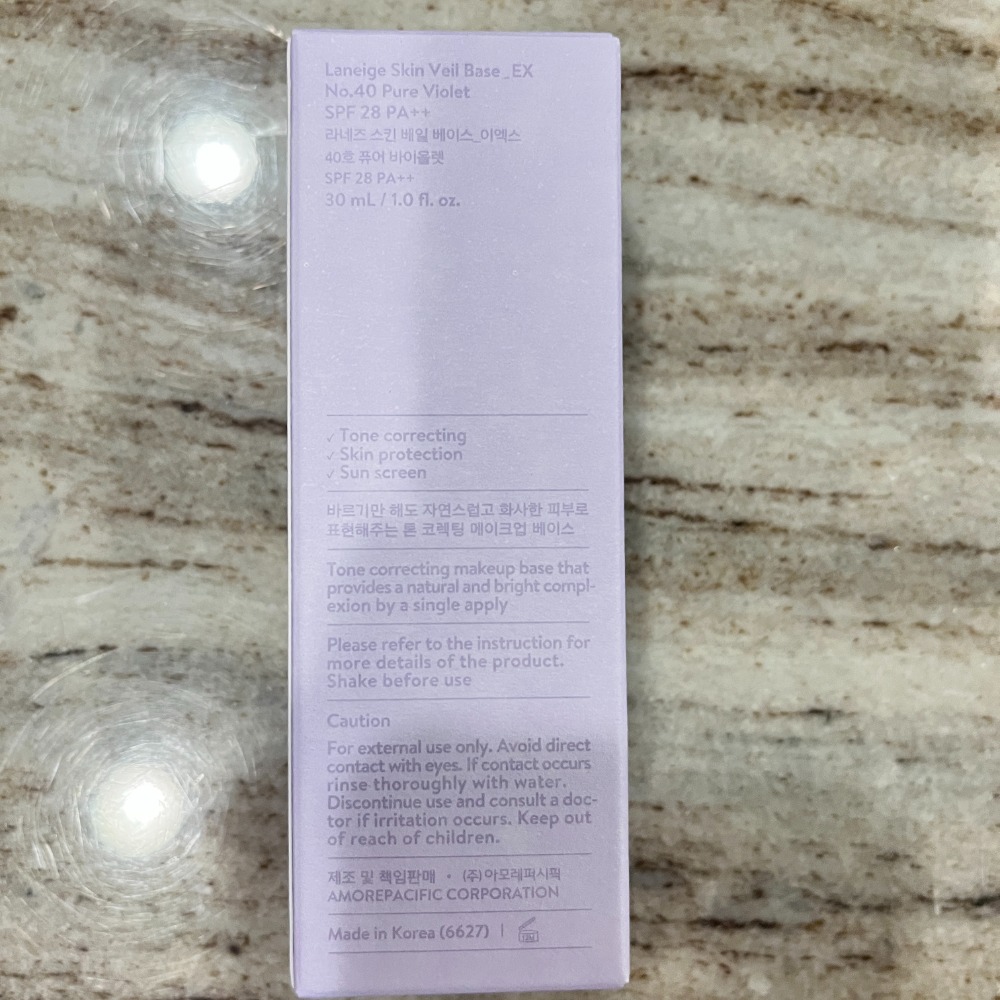 Laneige Skin Veil Base_EX
No.40 Pure Violet
SPF 28 PA++
라네즈 스킨 베일 베이스_이엑스
40호 퓨어 바이올렛
SPF 28 PA++
30 mL / 1.0 fl. oz.
✓ Tone correcting
✓ Skin protection
✓ Sun screen
바르기만 해도 자연스럽고 화사한 피부로
표현해주는 톤 코렉팅 메이크업 베이스
Tone correcting makeup base that
provides a natural and bright compl-
exion by a single apply
Please refer to the instruction for
more details of the product.
Shake before use
Caution
For external use only. Avoid direct
contact with eyes. If contact occurs
rinse thoroughly with water.
Discontinue use and consult a doc-
tor if irritation occurs. Keep out
of reach of children.
제조 및 책임판매 • (주)아모레퍼시픽
AMOREPACIFIC CORPORATION
Made in Korea (6627) | 12M